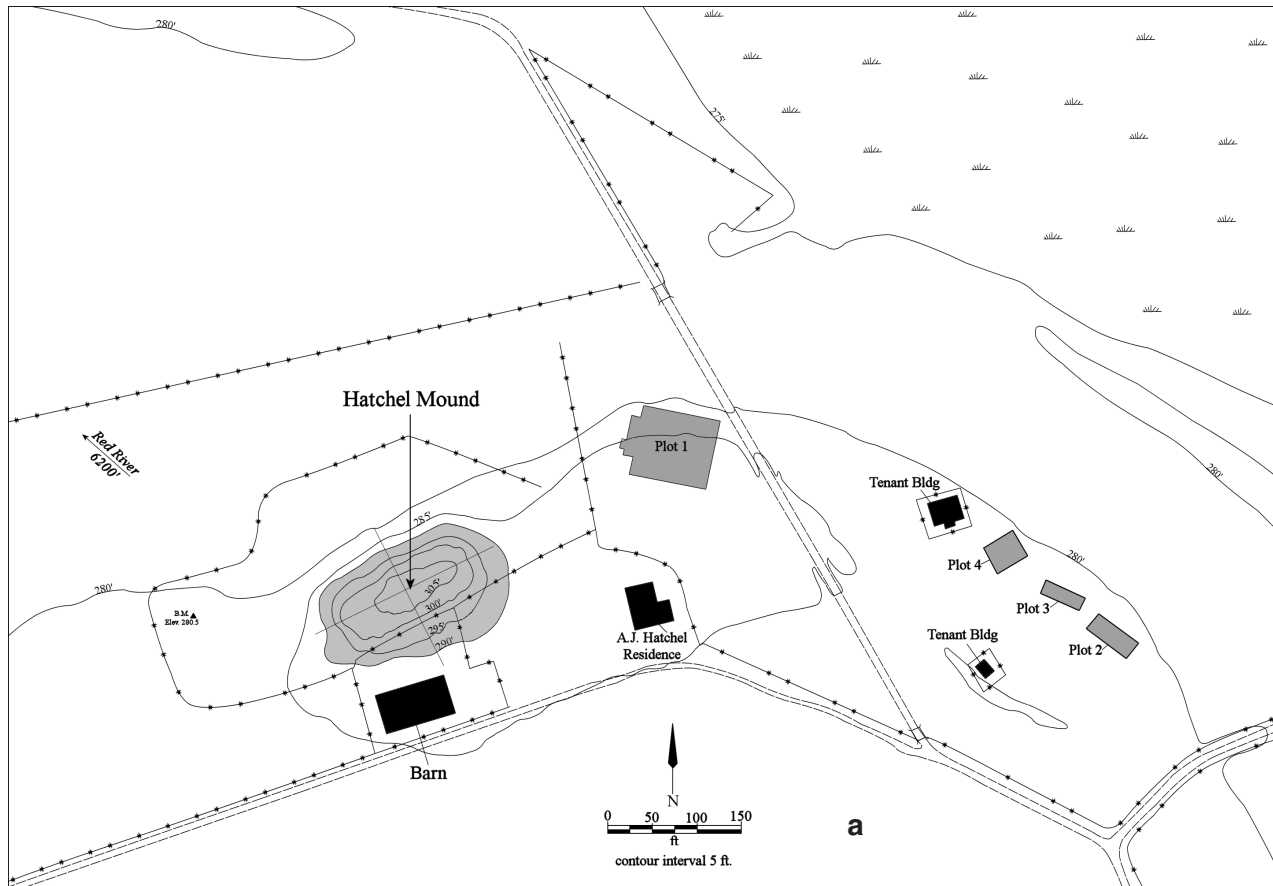 280'
275'
Hatchel Mound
Red River
6200'
Plot 1
280'
Tenant Bldg
285'
280'
Plot 4
280'
305'
B.M.
Elev. 280.5
300'
Plot 3
295'
290'
A.J. Hatchel
Residence
Tenant Bldg
Plot 2
Barn
N
0 50 100 150
ft
contour interval 5 ft.
a